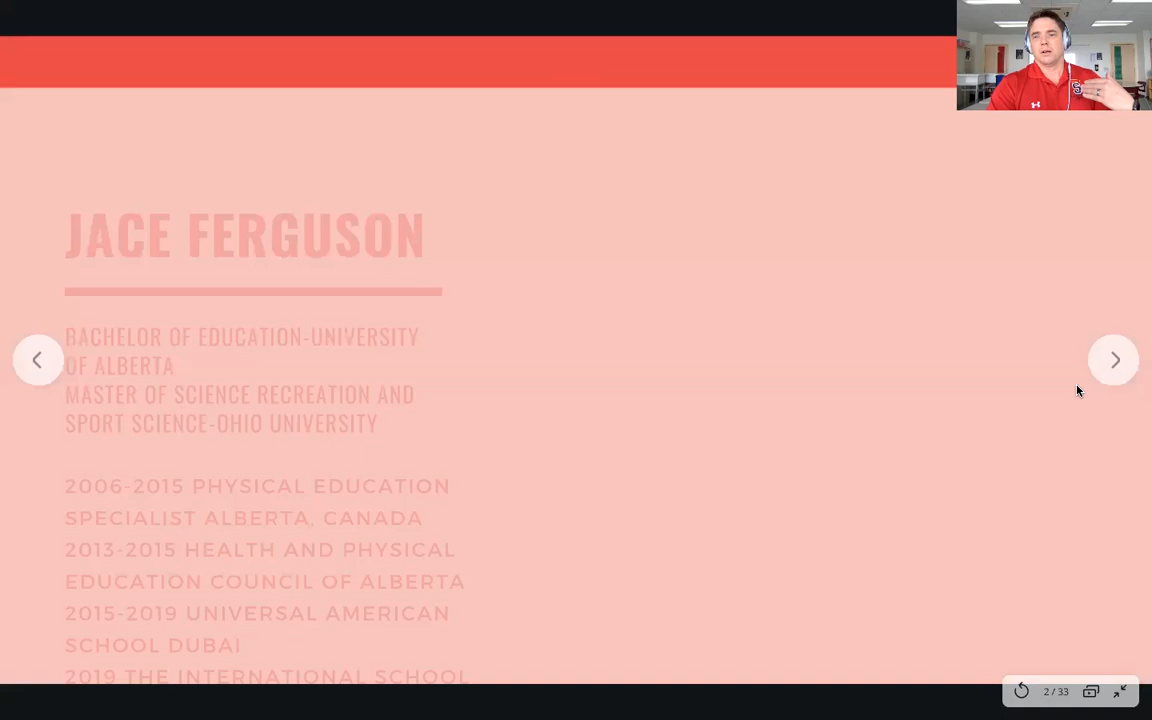 JACE FERGUSON
BACHELOR OF EDUCATION-UNIVERSITY
OF ALBERTA
MASTER OF SCIENCE RECREATION AND
SPORT SCIENCE-OHIO UNIVERSITY
2006-2015 PHYSICAL EDUCATION
SPECIALIST ALBERTA, CANADA
2013-2015 HEALTH AND PHYSICAL
EDUCATION COUNCIL OF ALBERTA
2015-2019 UNIVERSAL AMERICAN
SCHOOL DUBAI
2019 THE INTERNATIONAL SCHOOL
2 / 33